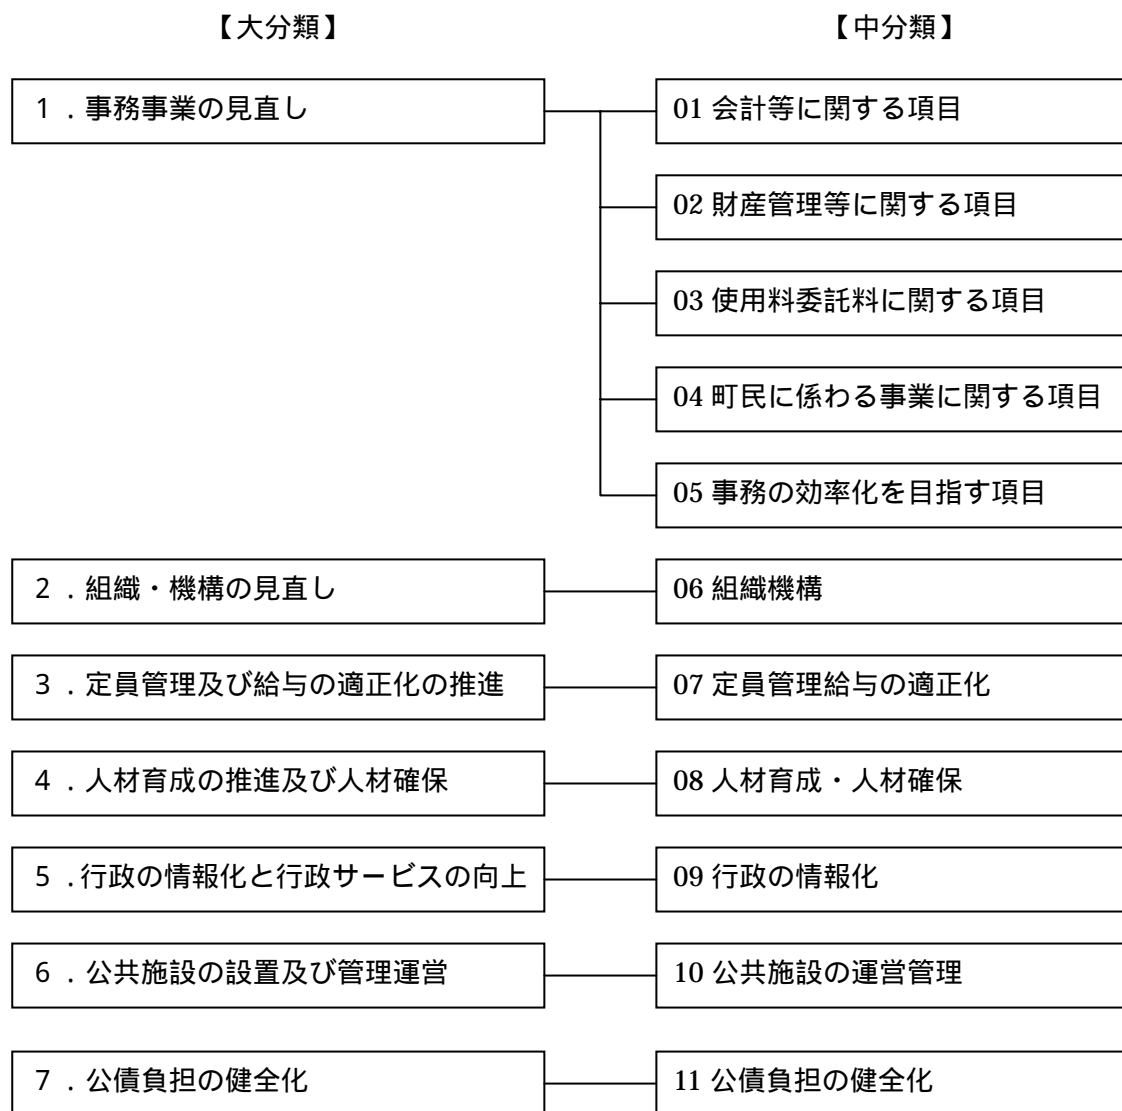 【大分類】 【中分類】
1.事務事業の見直し 01 会計等に関する項目
02 財産管理等に関する項目
03 使用料委託料に関する項目
04 町民に係わる事業に関する項目
05 事務の効率化を目指す項目
2.組織・機構の見直し 06 組織機構
3.定員管理及び給与の適正化の推進 07 定員管理給与の適正化
4.人材育成の推進及び人材確保 08 人材育成・人材確保
5.行政の情報化と行政サービスの向上 09 行政の情報化
6.公共施設の設置及び管理運営 10 公共施設の運営管理
7.公債負担の健全化 11 公債負担の健全化